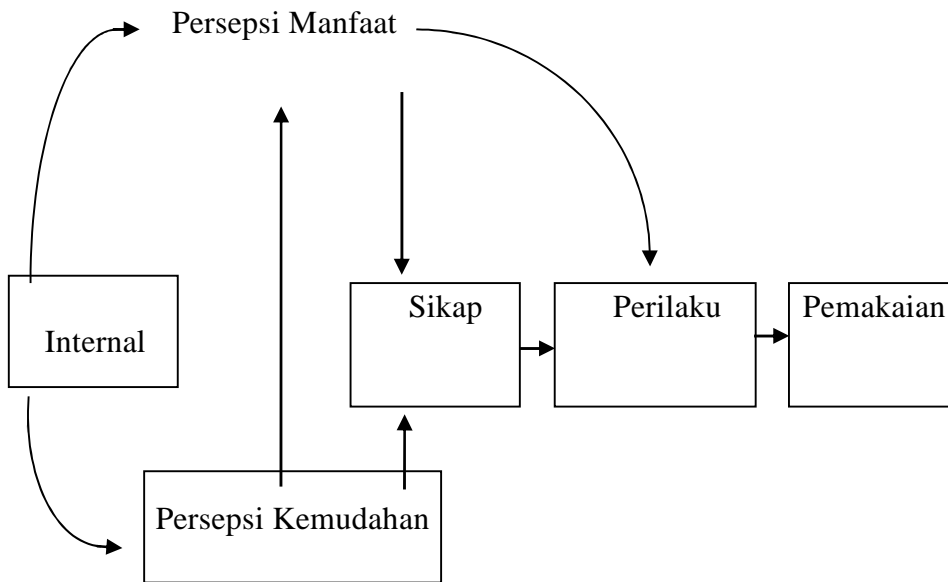 Persepsi Manfaat
Internal
Sikap
Perilaku
Pemakaian
Persepsi Kemudahan